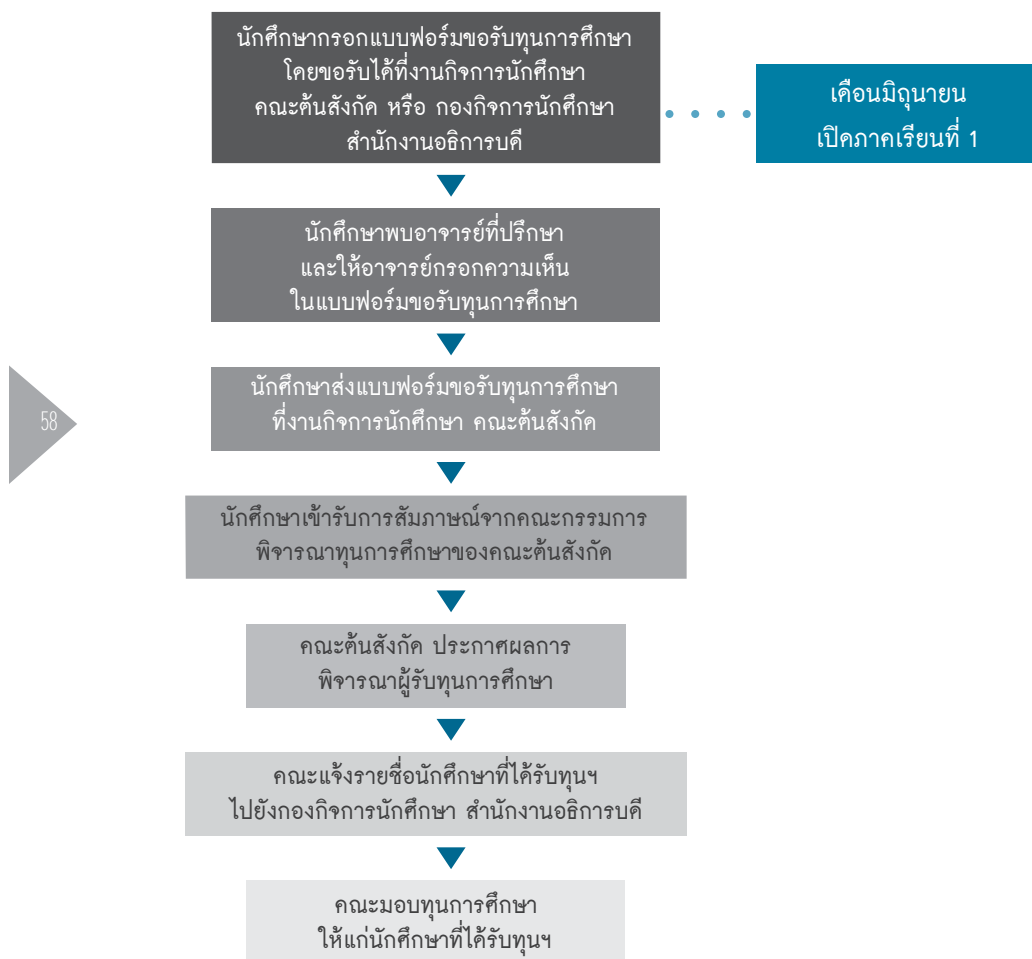 นักศึกษากรอกแบบฟอร์มขอรับทุนการศึกษา
โดยขอรับได้ที่งานกิจการนักศึกษา
คณะต้นสังกัด หรือ กองกิจการนักศึกษา
สำนักงานอธิการบดี
เดือนมิถุนายน
เปิดภาคเรียนที่ 1
นักศึกษาพบอาจารย์ที่ปรึกษา
และให้อาจารย์กรอกความเห็น
ในแบบฟอร์มขอรับทุนการศึกษา
นักศึกษาส่งแบบฟอร์มขอรับทุนการศึกษา
ที่งานกิจการนักศึกษา คณะต้นสังกัด
58
นักศึกษาเข้ารับการสัมภาษณ์จากคณะกรรมการ
พิจารณาทุนการศึกษาของคณะต้นสังกัด
คณะต้นสังกัด ประกาศผลการ
พิจารณาผู้รับทุนการศึกษา
คณะแจ้งรายชื่อนักศึกษาที่ได้รับทุนฯ
ไปยังกองกิจการนักศึกษา สำนักงานอธิการบดี
คณะมอบทุนการศึกษา
ให้แก่นักศึกษาที่ได้รับทุนฯ